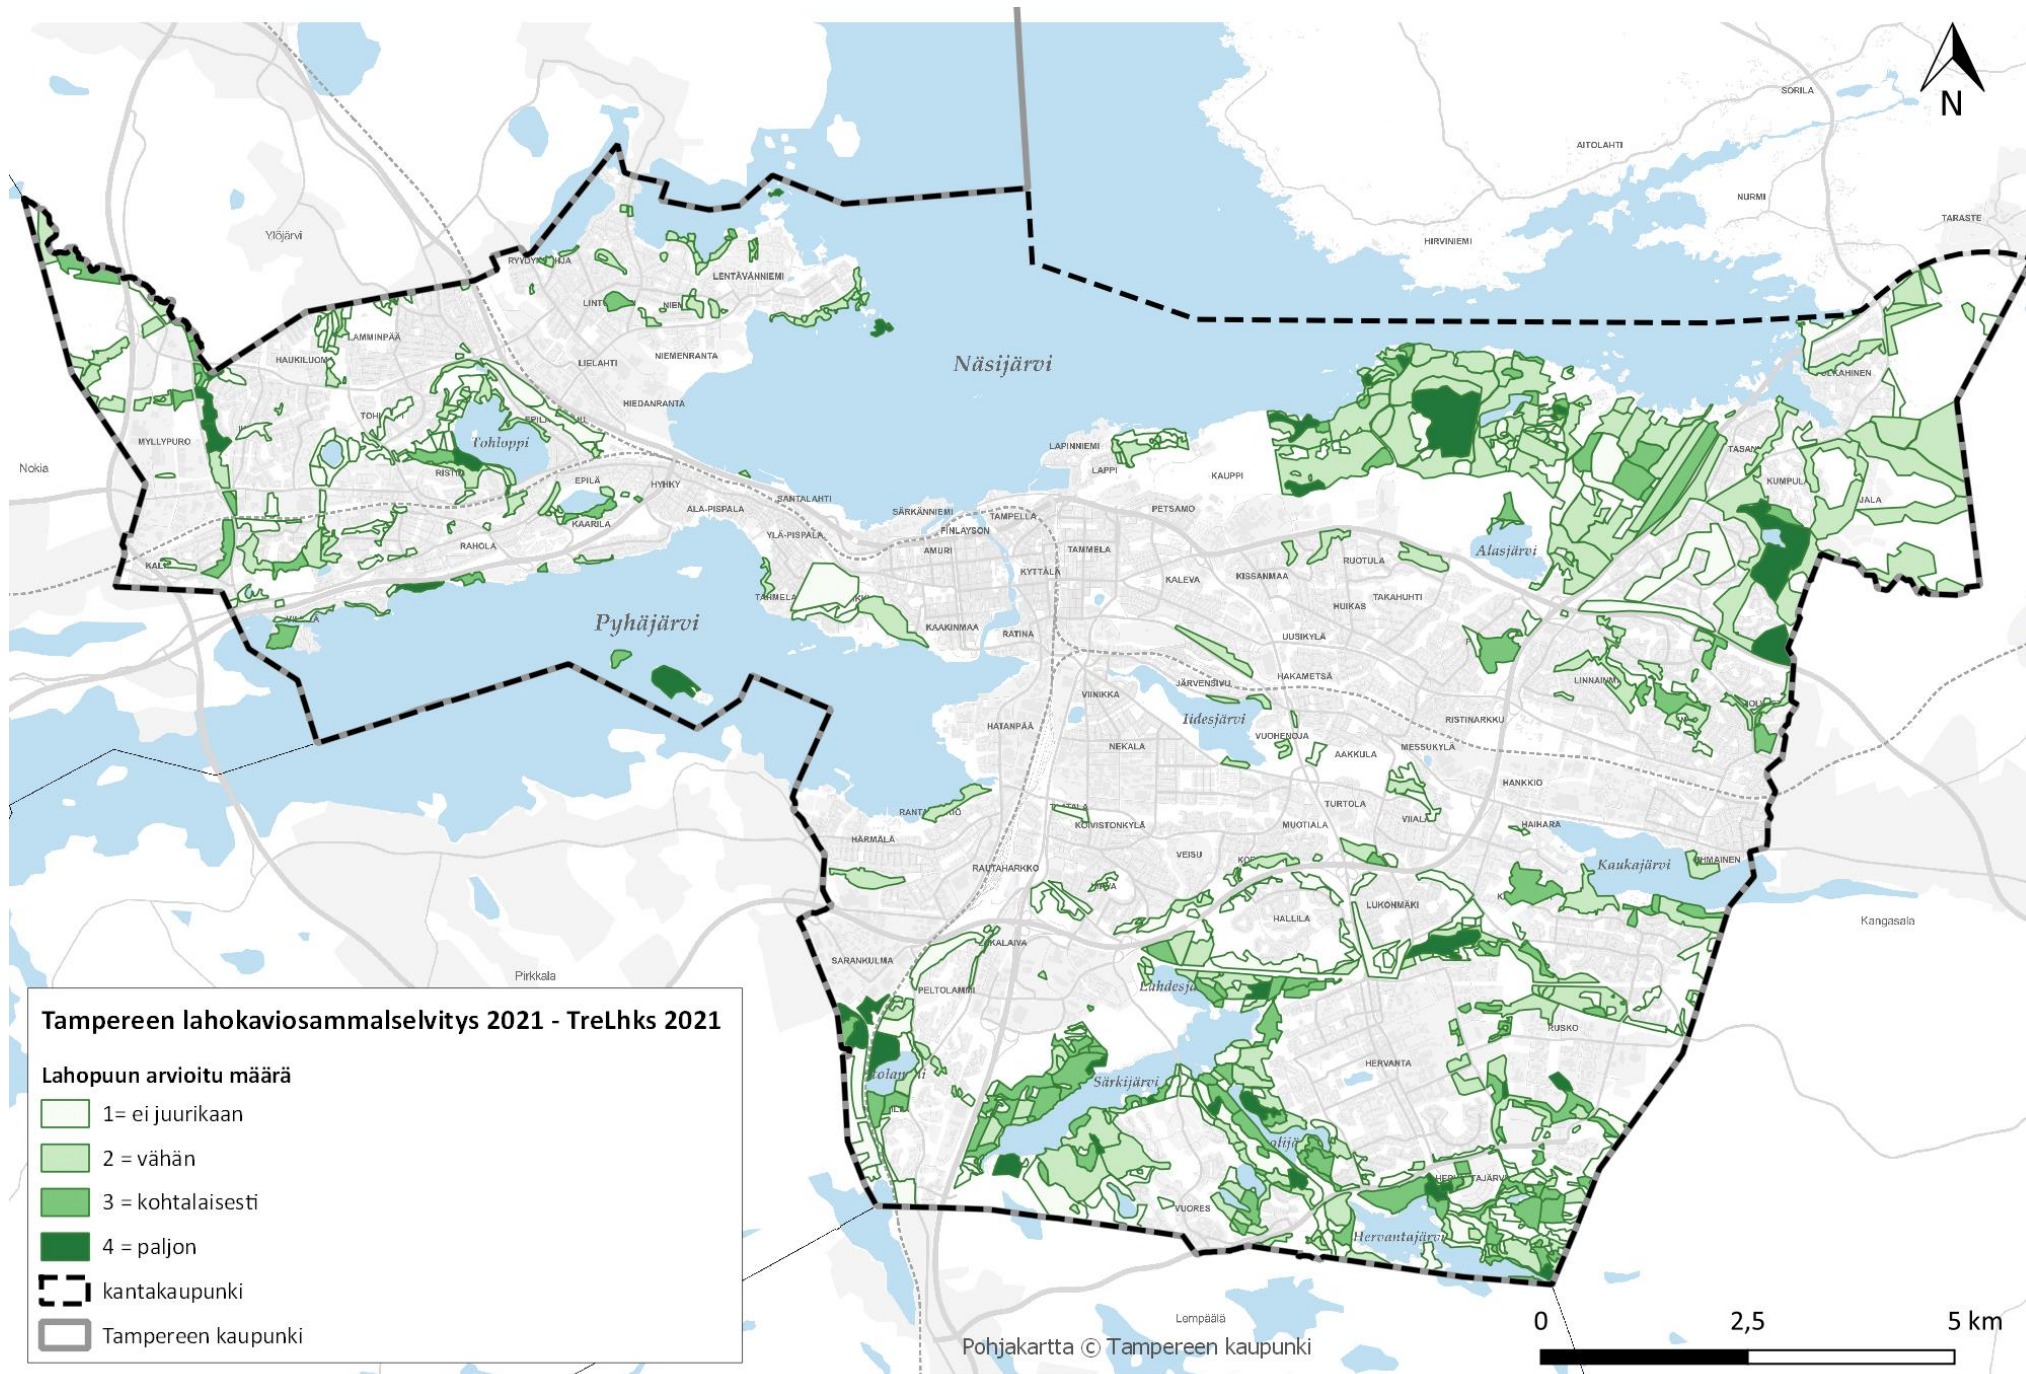 N
SORILA
AITOLAHTI
NURMI
TARASTE
HIRVINIEMI
Ylöjärvi
LENTÄVÄNNIEMI
LAMMINPÄÄ
HAUKILUOMA
LIELAHTI
NIEMENRANTA
Näsijärvi
HIEDANRANTA
MYLLYPURO
Tohloppi
LAPINNIEMI
LAPPI
KAUPPI
Nokia
EPILÄ
HYHKY
SANTALAHTI
ALA-PISPALA
SÄRKÄNNIEMI
TAMPELLA
PETSAMO
KUMPULA
KAARILA
YLÄ-PISPALA
FINLAYSON
RAHOLA
AMURI
TAMMELA
Alasjärvi
RUOTULA
KYTTÄLÄ
KALEVA
KISSANMAA
TAKAHUHTI
HUIKAS
TAHMELA
Pyhäjärvi
KAAKINMAA
RATINA
UUSIKYLÄ
HAKAMETSÄ
JÄRVENSIVU
VIINIKKA
Iidesjärvi
RISTINARKKU
HATANPÄÄ
NEKALA
VUOHENOJA
AAKKULA
MESSUKYLÄ
HANKKIO
TURTOLA
KOIVISTONKYLÄ
MUOTIALA
HAIHARA
HÄRMÄLÄ
VEISU
Kaukajärvi
RAUTAHARKKO
LUKONMÄKI
HALLILA
Kangasala
SARANKULMA
Pirkkala
PELTOLAMMI
RUSKO
HERVANTA
Särkijärvi
VUORES
Hervantajärvi
Lempäälä
Tampereen lahokaviosammalselvitys 2021 - TreLhks 2021
Lahopuun arvioitu määrä
1= ei juurikaan
2 = vähän
3 = kohtalaisesti
4 = paljon
kantakaupunki
Tampereen kaupunki
Pohjakartta © Tampereen kaupunki
0 2,5 5 km